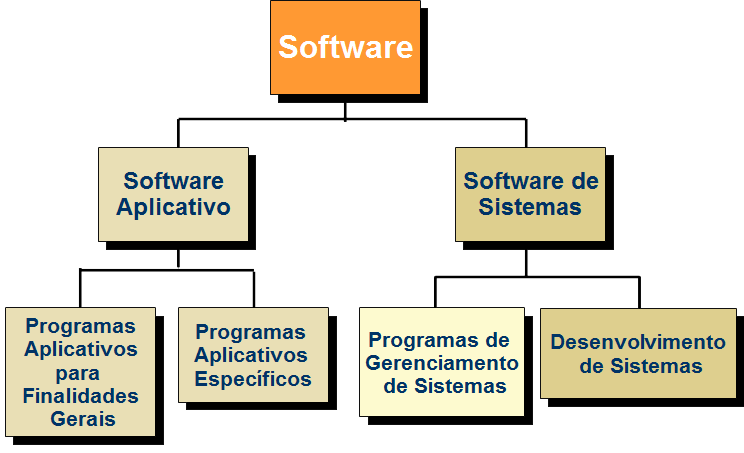 Software
Software
Aplicativo
Software de
Sistemas
Programas
Aplicativos
para
Finalidades
Gerais
Programas
Aplicativos
Específicos
Programas de
Gerenciamento
de Sistemas
Desenvolvimento
de Sistemas